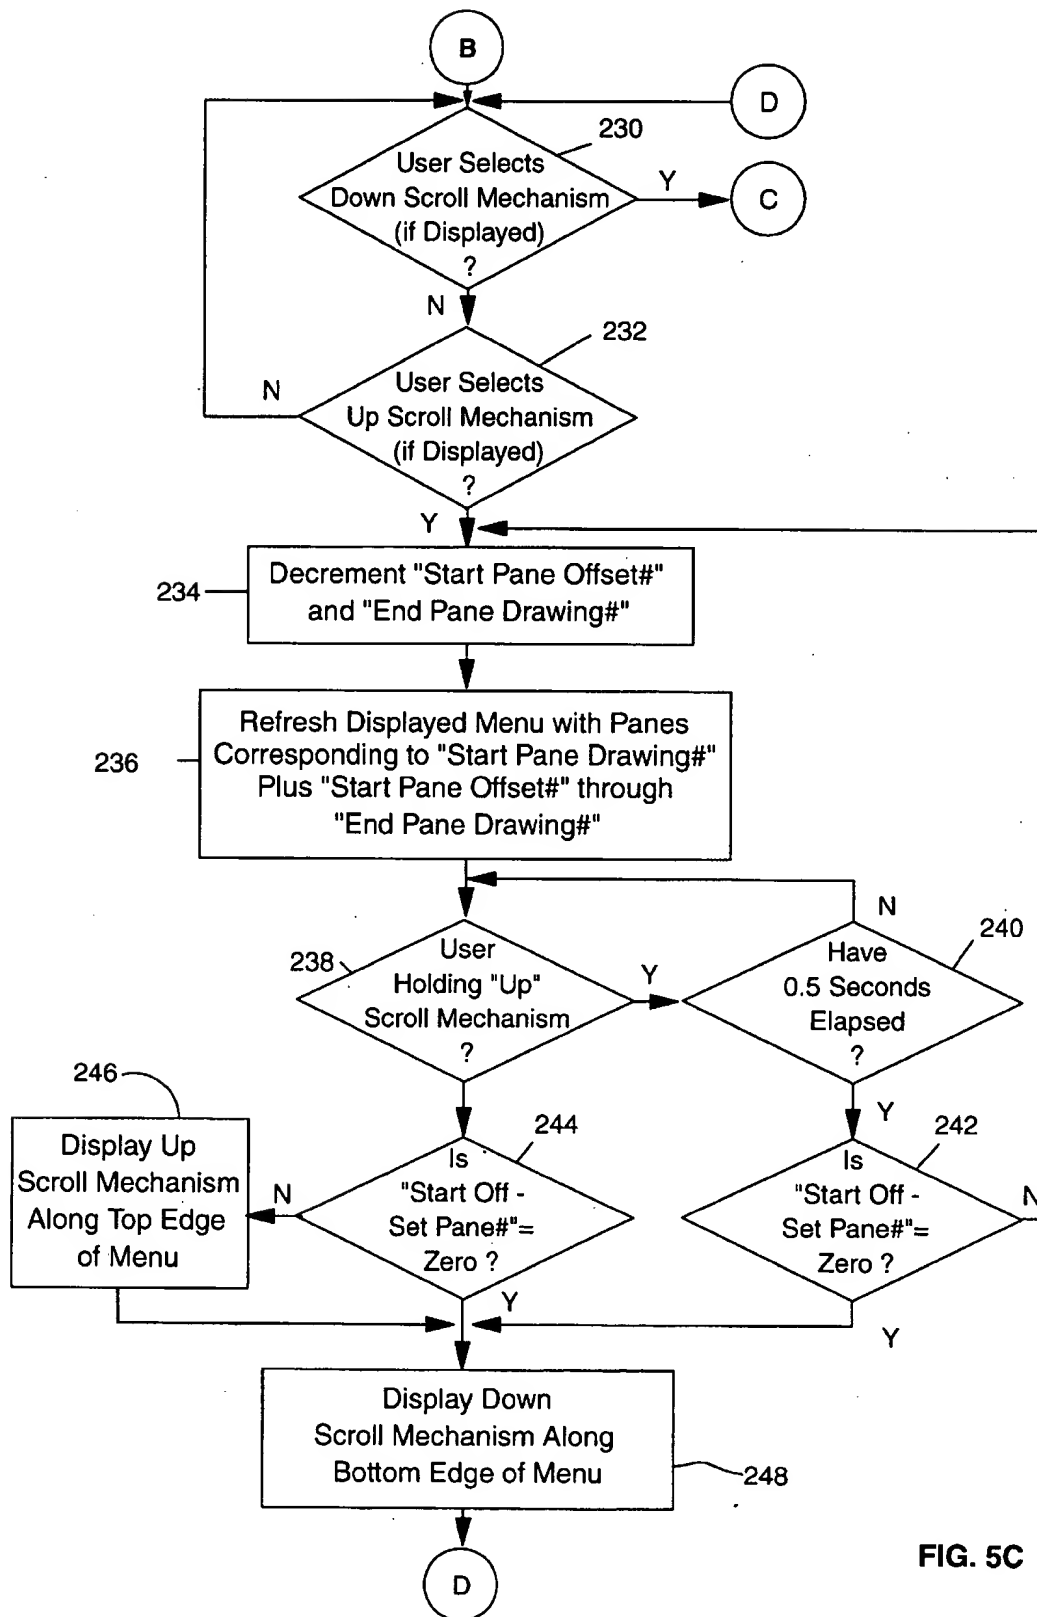 B
D
230
User Selects
Down Scroll Mechanism
(if Displayed)
?
Y
C
N
232
User Selects
Up Scroll Mechanism
(if Displayed)
?
N
Y
234
Decrement "Start Pane Offset#"
and "End Pane Drawing#"
236
Refresh Displayed Menu with Panes
Corresponding to "Start Pane Drawing#"
Plus "Start Pane Offset#" through
"End Pane Drawing#"
238
User
Holding "Up"
Scroll Mechanism
?
Y
N
240
Have
0.5 Seconds
Elapsed
?
Y
246
Display Up
Scroll Mechanism
Along Top Edge
of Menu
N
244
Is
"Start Off -
Set Pane#"=
Zero ?
Y
242
Is
"Start Off -
Set Pane#"=
Zero ?
N
Y
Display Down
Scroll Mechanism Along
Bottom Edge of Menu
248
D
FIG. 5C